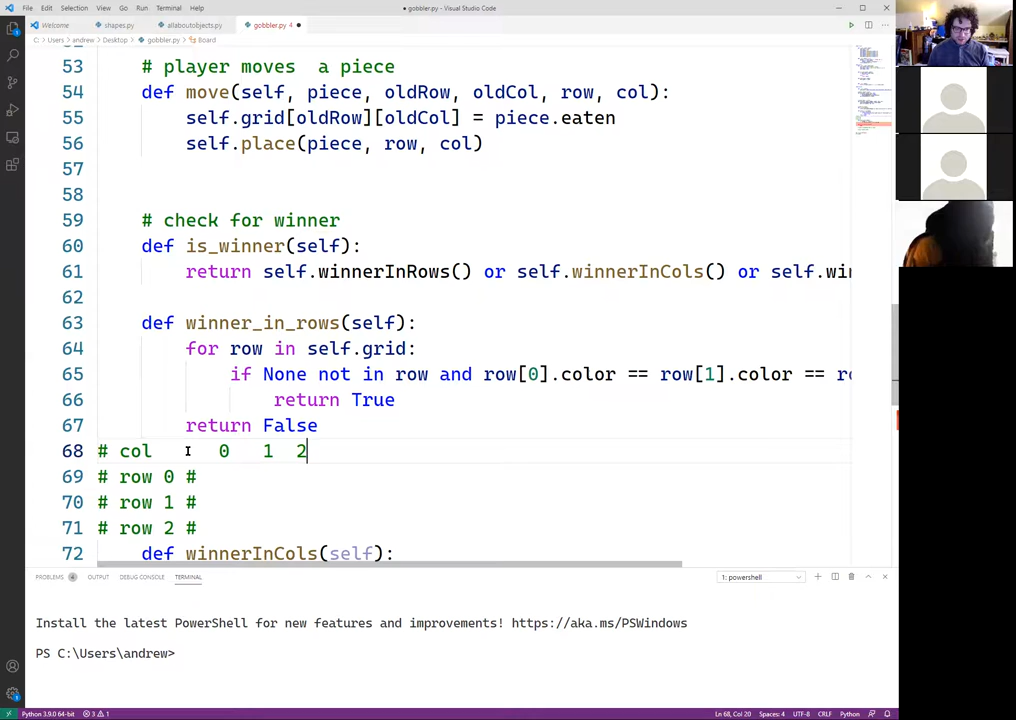 File Edit Selection View Go Run Terminal Help
● gobbler.py - Visual Studio Code
Welcome shapes.py allaboutobjects.py gobbler.py 4 ●
C: > Users > andrew > Desktop > gobbler.py > Board
53 # player moves  a piece
54 def move(self, piece, oldRow, oldCol, row, col):
55 self.grid[oldRow][oldCol] = piece.eaten
56 self.place(piece, row, col)
57
58
59 # check for winner
60 def is_winner(self):
61 return self.winnerInRows() or self.winnerInCols() or self.wi
62
63 def winner_in_rows(self):
64 for row in self.grid:
65 if None not in row and row[0].color == row[1].color ==
66 return True
67 return False
68 # col 0 1 2
69 # row 0 #
70 # row 1 #
71 # row 2 #
72 def winnerInCols(self):
PROBLEMS 4 OUTPUT DEBUG CONSOLE TERMINAL
1: powershell
Install the latest PowerShell for new features and improvements! https://aka.ms/PSWindows
PS C:\Users\andrew>
Python 3.9.0 64-bit 3 1
Ln 68, Col 20 Spaces: 4 UTF-8 CRLF Python